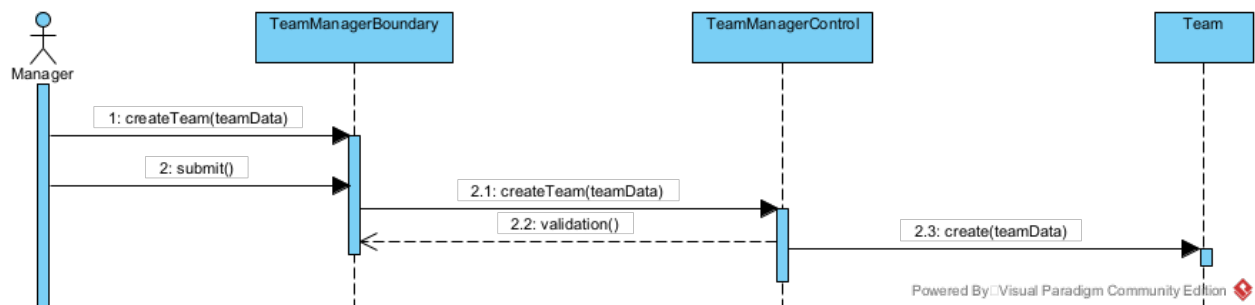 TeamManagerBoundary
TeamManagerControl
Team
Manager
1: createTeam(teamData)
2: submit()
2.1: createTeam(teamData)
2.2: validation()
2.3: create(teamData)
Powered By Visual Paradigm Community Edition